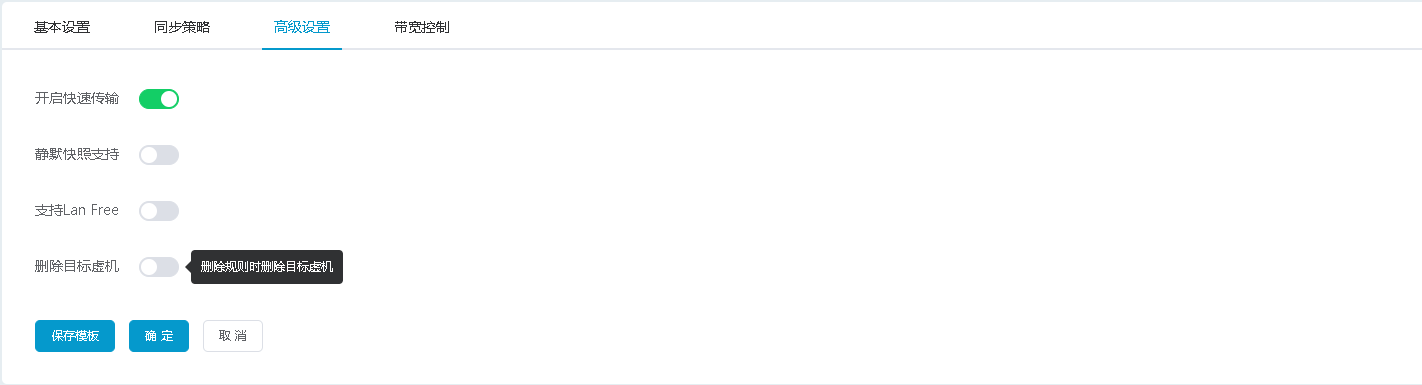 基本设置 同步策略 高级设置 带宽控制
开启快速传输
静默快照支持
支持Lan Free
删除目标虚机 删除规则时删除目标虚机
保存模板 确 定 取 消